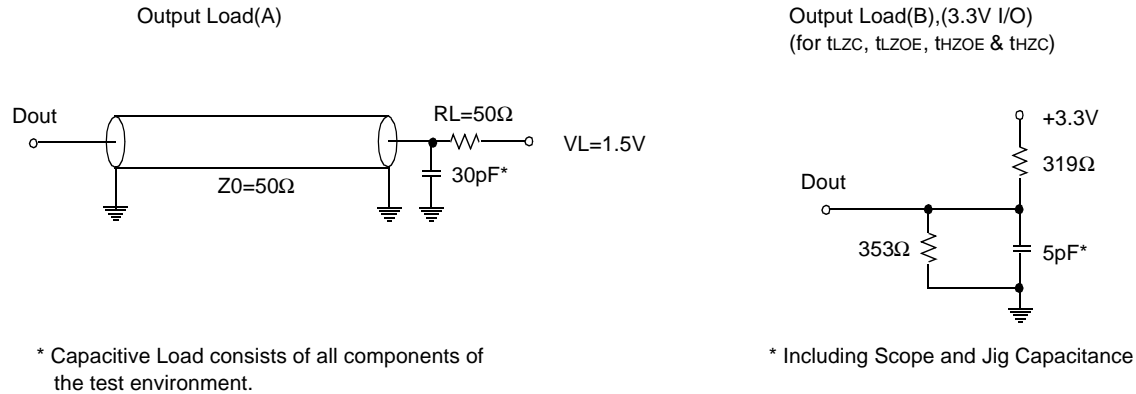 Output Load(A)
Dout
RL=50Ω
VL=1.5V
30pF*
Z0=50Ω
* Capacitive Load consists of all components of
the test environment.
Output Load(B),(3.3V I/O)
(for tLZC, tLZOE, tHZOE & tHZC)
+3.3V
319Ω
Dout
353Ω
5pF*
* Including Scope and Jig Capacitance